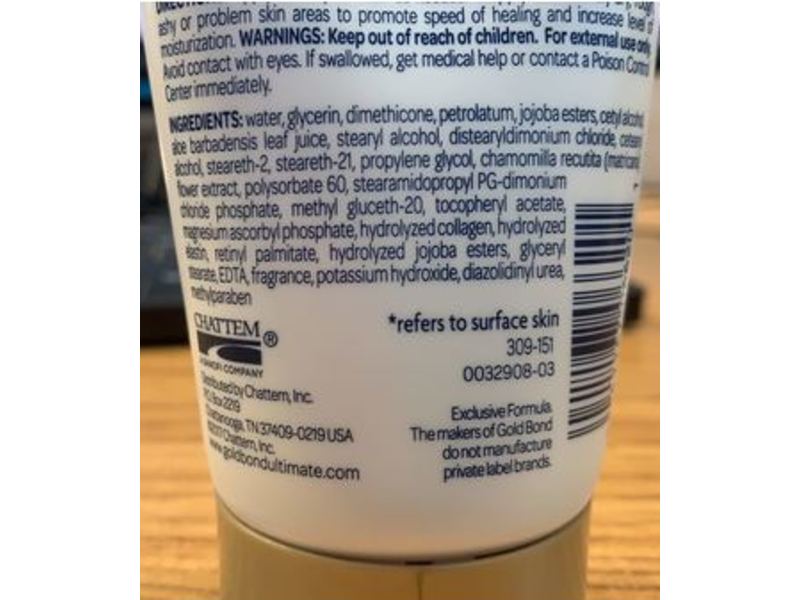 ashy or problem skin areas to promote speed of healing and increase level of
moisturization. WARNINGS: Keep out of reach of children. For external use only.
Avoid contact with eyes. If swallowed, get medical help or contact a Poison Control
Center immediately.
INGREDIENTS: water, glycerin, dimethicone, petrolatum, jojoba esters, cetyl alcohol,
aloe barbadensis leaf juice, stearyl alcohol, distearyldimonium chloride, cetearyl
alcohol, steareth-2, steareth-21, propylene glycol, chamomilla recutita (matricaria)
flower extract, polysorbate 60, stearamidopropyl PG-dimonium
chloride phosphate, methyl gluceth-20, tocopheryl acetate,
magnesium ascorbyl phosphate, hydrolyzed collagen, hydrolyzed
elastin, retinyl palmitate, hydrolyzed jojoba esters, glyceryl
stearate, EDTA, fragrance, potassium hydroxide, diazolidinyl urea,
methylparaben
CHATTEM®
A SANOFI COMPANY
Distributed by Chattem, Inc.
P.O. Box 2219
Chattanooga, TN 37409-0219 USA
©2017 Chattem, Inc.
www.goldbondultimate.com
*refers to surface skin
309-151
0032908-03
Exclusive Formula.
The makers of Gold Bond
do not manufacture
private label brands.